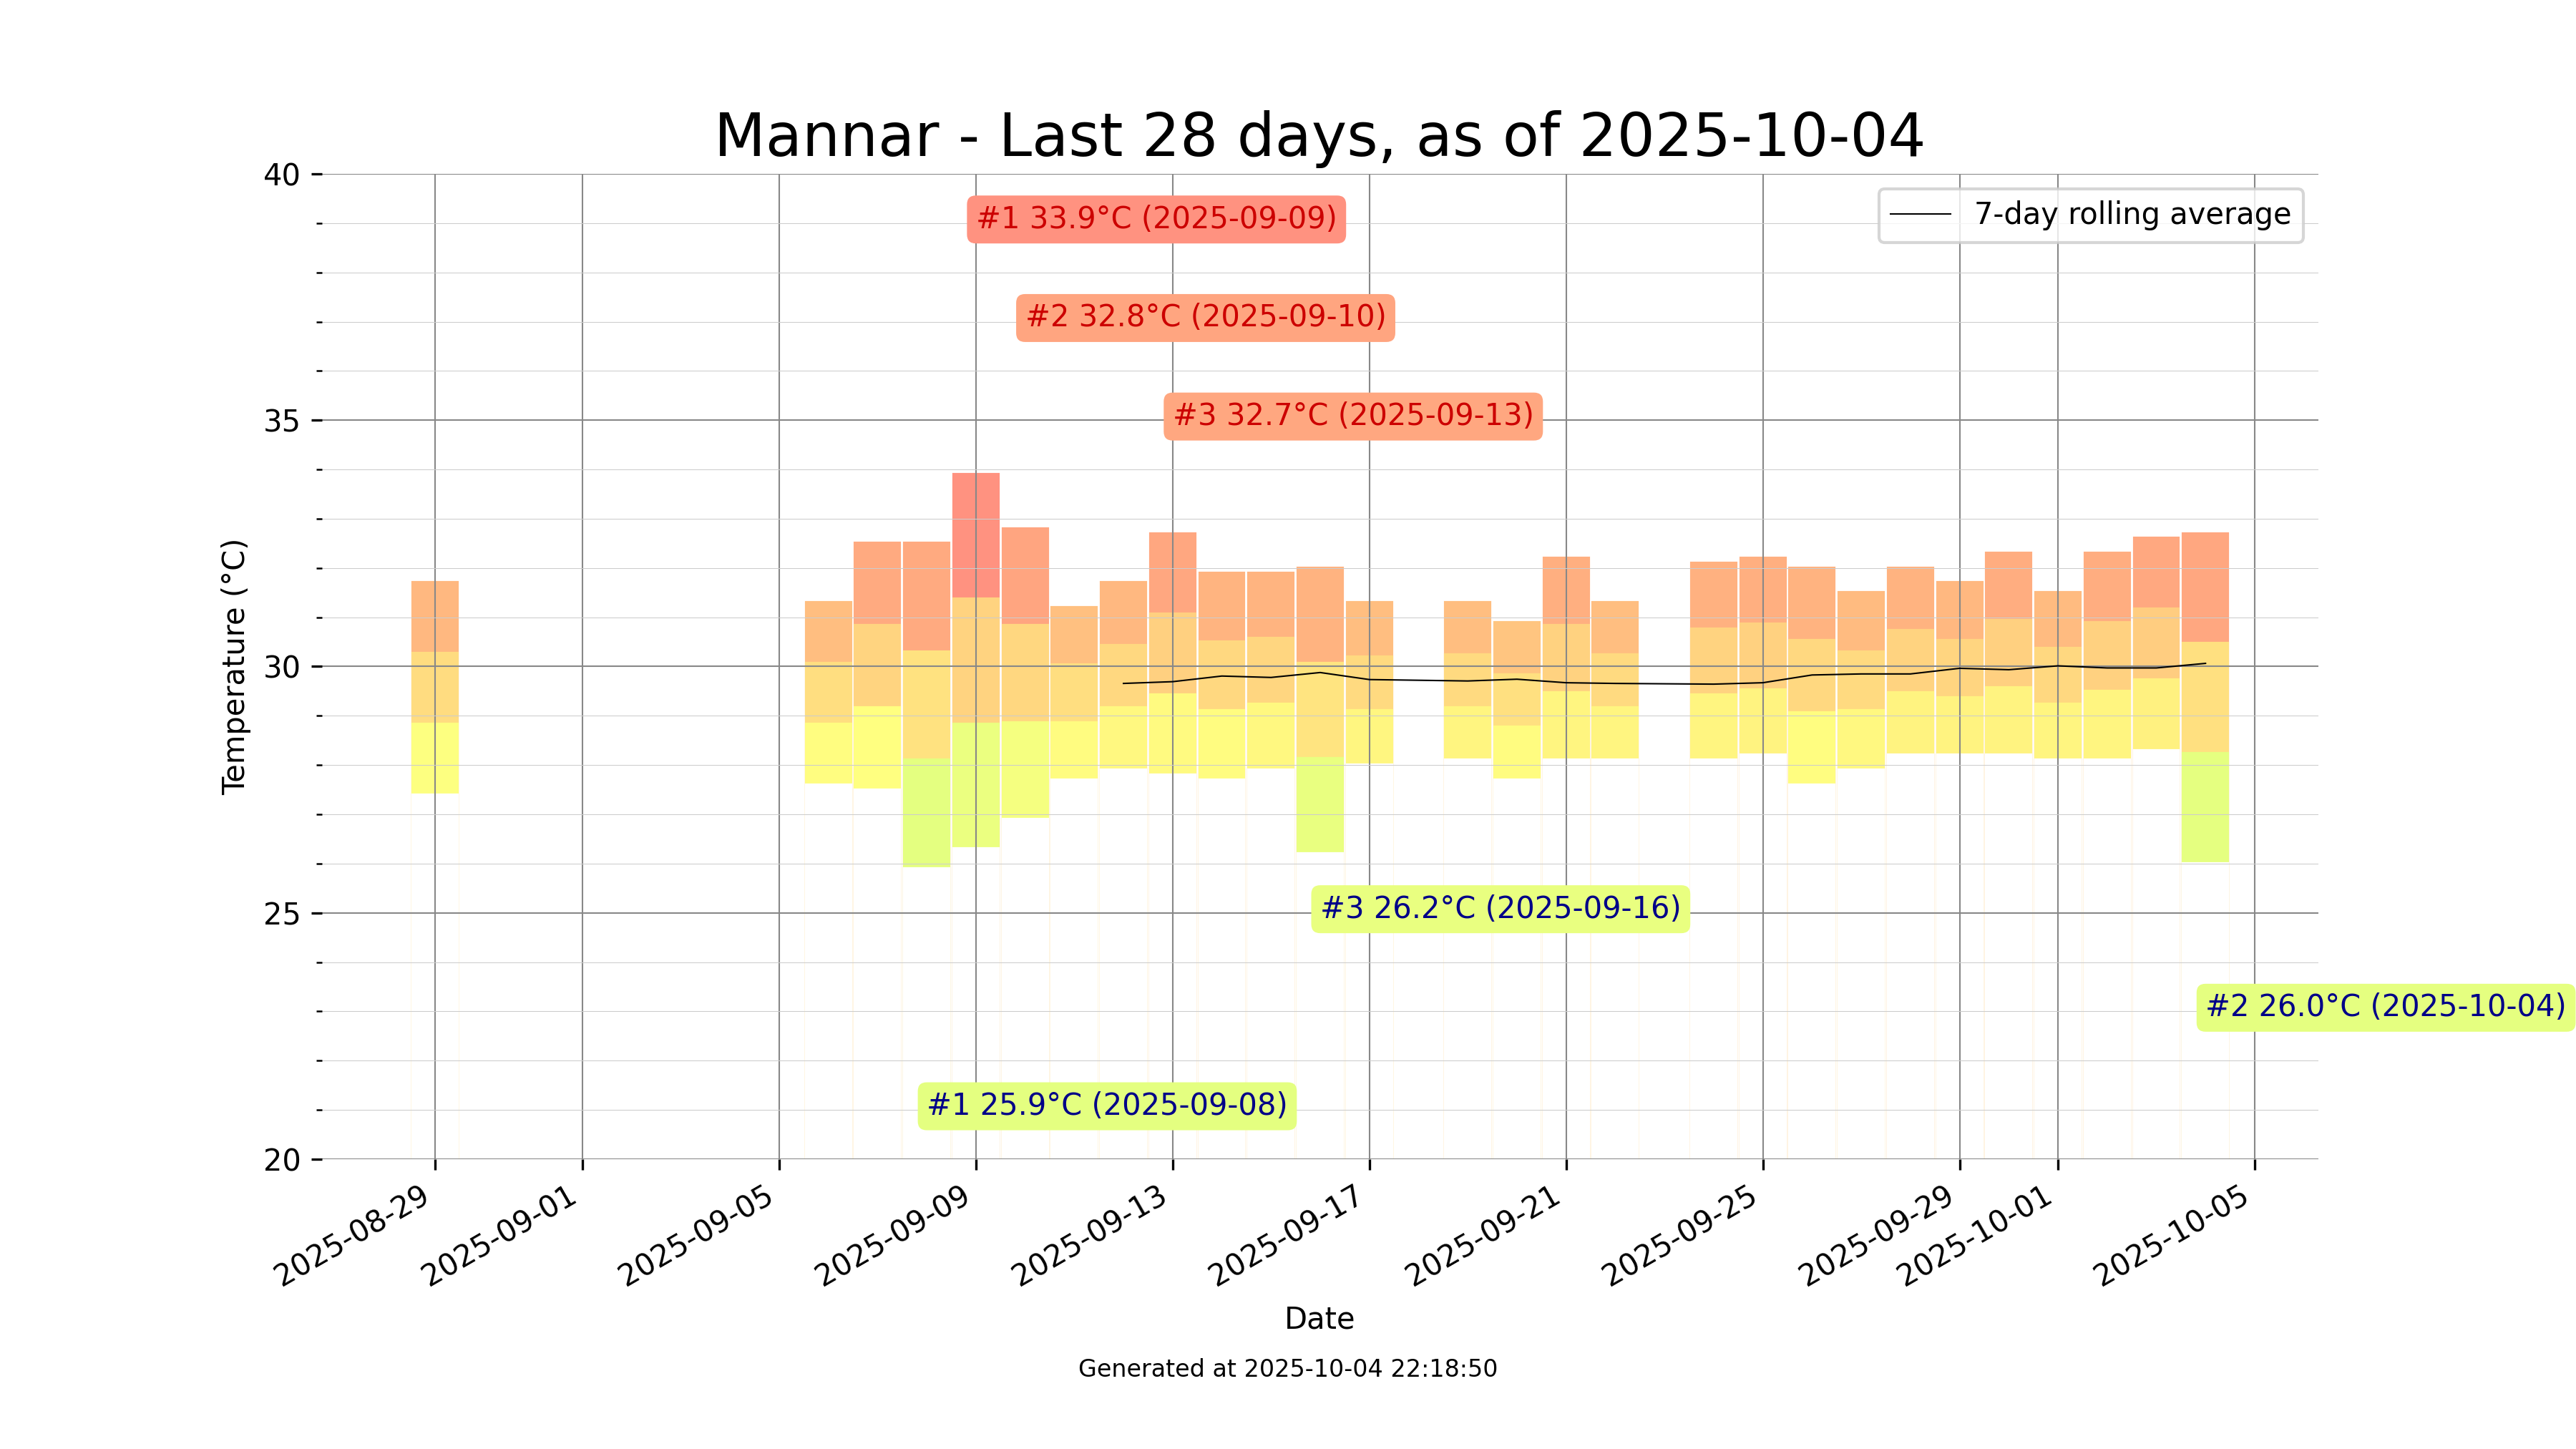 Mannar - Last 28 days, as of 2025-10-04
40
35
30
25
20
Temperature (°C)
7-day rolling average
#1 33.9°C (2025-09-09)
#2 32.8°C (2025-09-10)
#3 32.7°C (2025-09-13)
#3 26.2°C (2025-09-16)
#2 26.0°C (2025-10-04)
#1 25.9°C (2025-09-08)
2025-08-29
2025-09-01
2025-09-05
2025-09-09
2025-09-13
2025-09-17
2025-09-21
2025-09-25
2025-09-29
2025-10-01
2025-10-05
Date
Generated at 2025-10-04 22:18:50